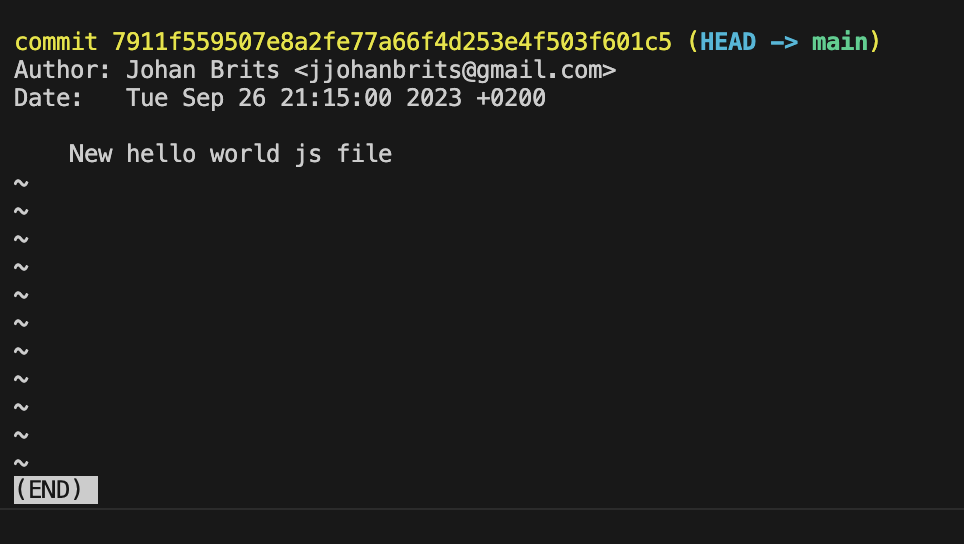 commit 7911f559507e8a2fe77a66f4d253e4f503f601c5 (HEAD -> main)
Author: Johan Brits <jjohanbrits@gmail.com>
Date:   Tue Sep 26 21:15:00 2023 +0200
    New hello world js file
~
~
~
~
~
~
~
~
~
~
~
(END)